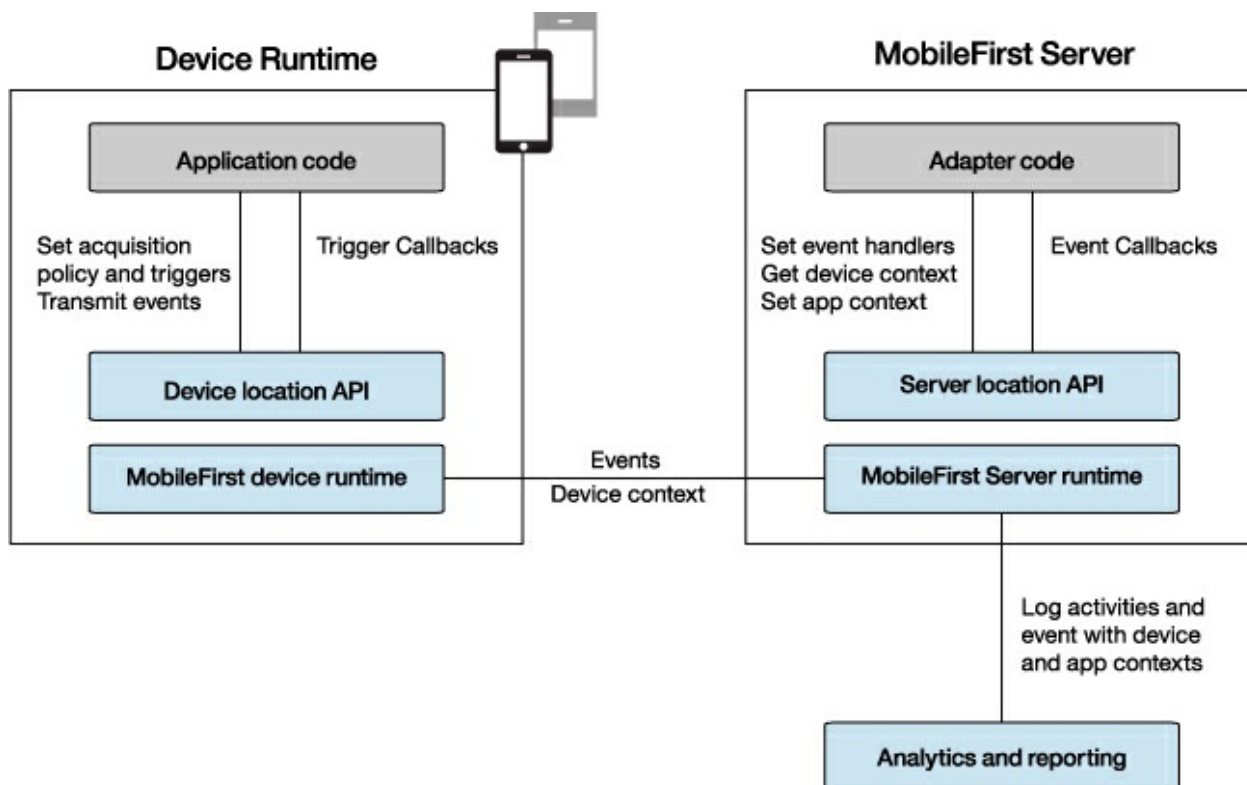 Device Runtime
MobileFirst Server
Application code
Set acquisition
policy and triggers
Transmit events
Trigger Callbacks
Device location API
MobileFirst device runtime
Events
Device context
Adapter code
Set event handlers
Get device context
Set app context
Event Callbacks
Server location API
MobileFirst Server runtime
Log activities and
event with device
and app contexts
Analytics and reporting